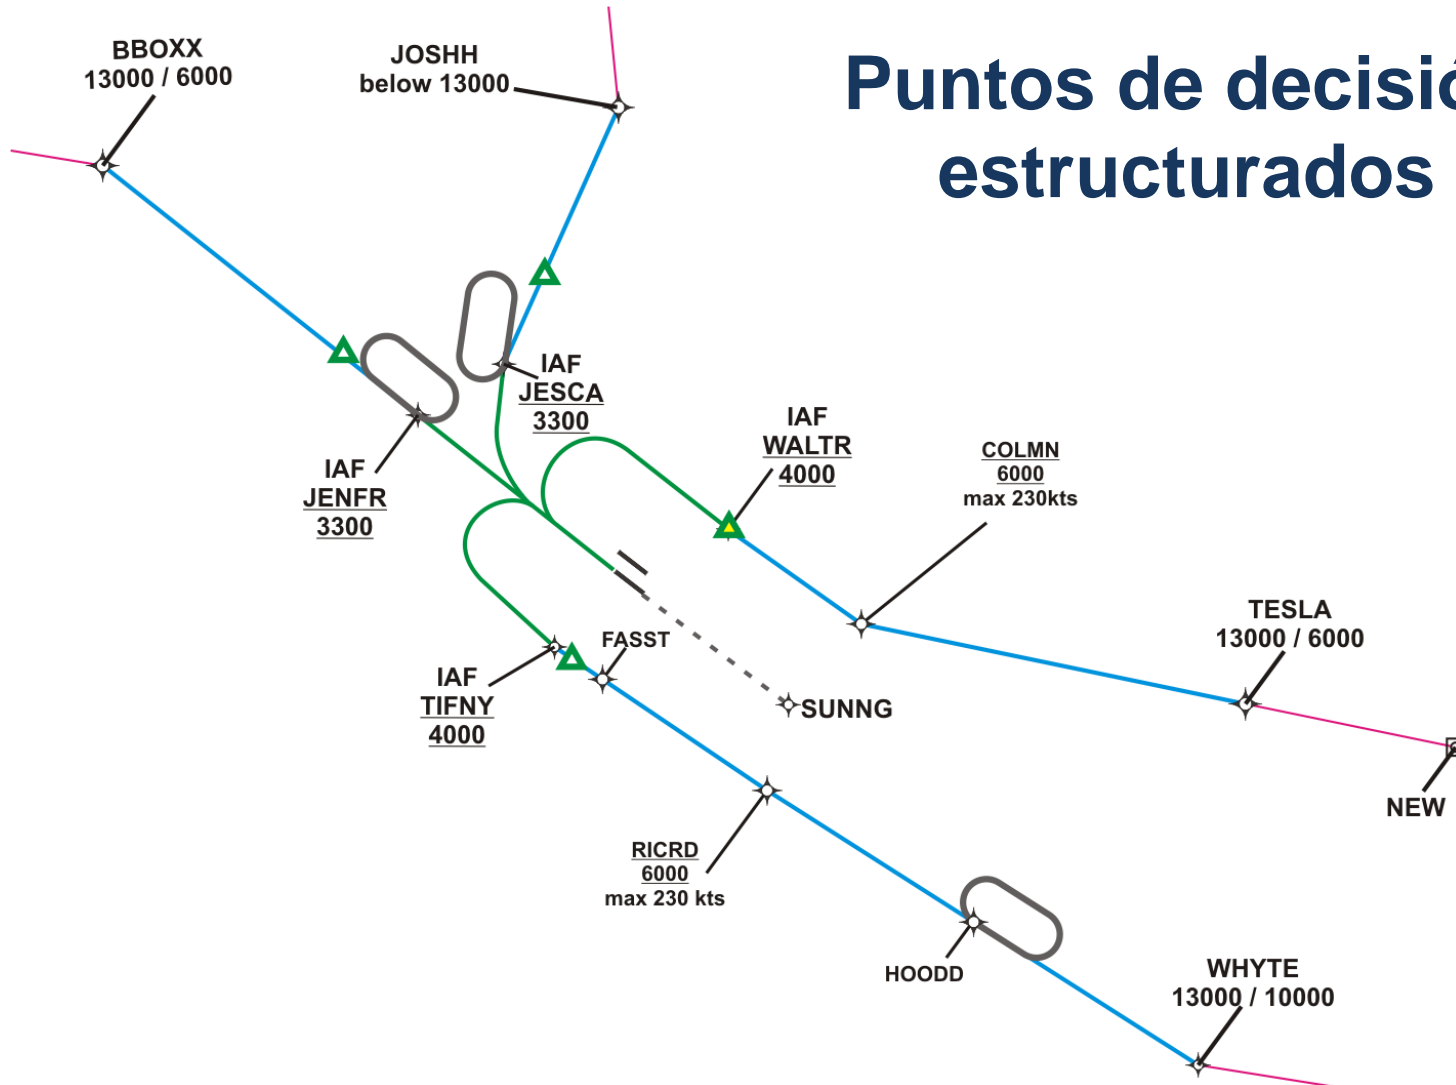 Puntos de decisió
estructurados
BBOXX
13000 / 6000
JOSHH
below 13000
IAF
JESCA
3300
IAF
JENFR
3300
IAF
WALTR
4000
COLMN
6000
max 230kts
TESLA
13000 / 6000
FASST
IAF
TIFNY
4000
SUNNG
NEW
RICRD
6000
max 230 kts
HOODD
WHYTE
13000 / 10000